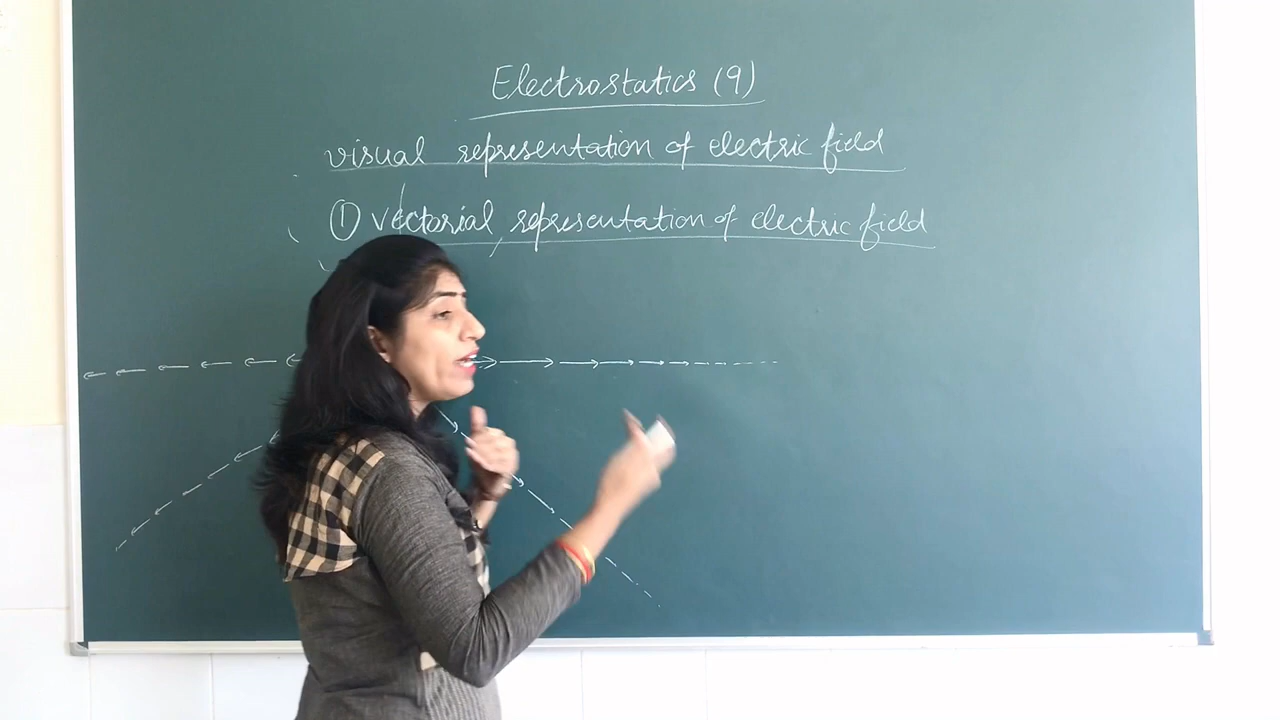 Electrostatics (9)
visual representation of electric field
① Vectorial representation of electric field